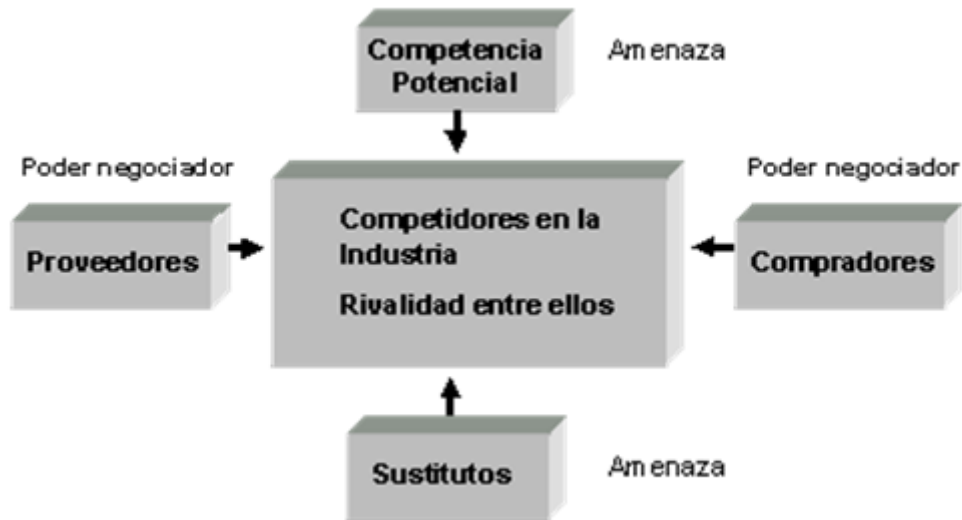 Competencia
Potencial
Amenaza
Poder negociador
Poder negociador
Proveedores
Competidores en la
Industria
Rivalidad entre ellos
Compradores
Sustitutos
Amenaza